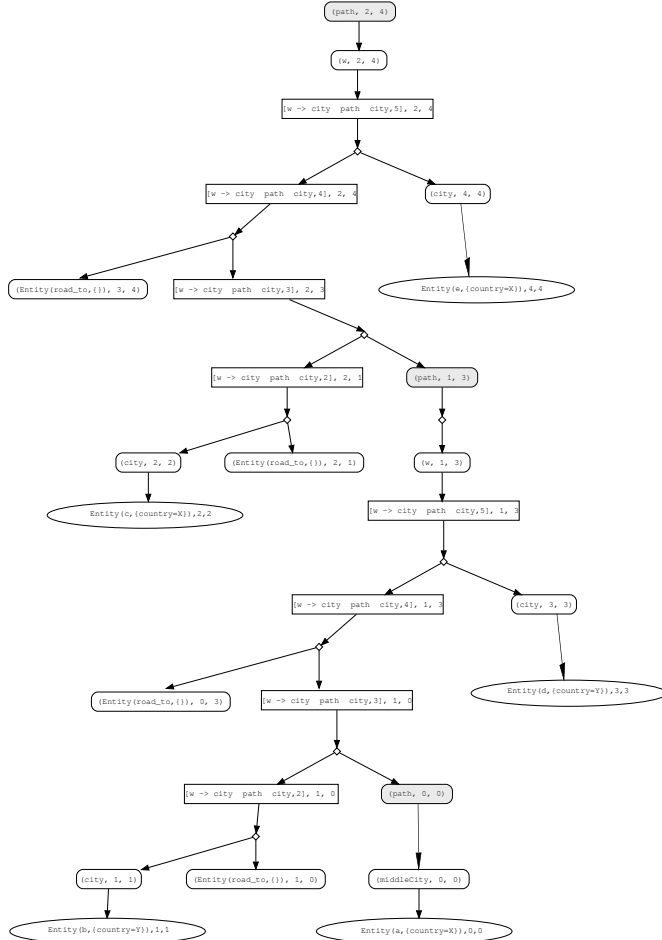 (path, 2, 4)
(w, 2, 4)
[w -> city  path  city,5], 2, 4
[w -> city  path  city,4], 2, 4
(city, 4, 4)
(Entity(road_to,{}), 3, 4)
[w -> city  path  city,3], 2, 3
Entity(e,{country=X}),4,4
[w -> city  path  city,2], 2, 1
(path, 1, 3)
(city, 2, 2)
(Entity(road_to,{}), 2, 1)
(w, 1, 3)
Entity(c,{country=X}),2,2
[w -> city  path  city,5], 1, 3
[w -> city  path  city,4], 1, 3
(city, 3, 3)
(Entity(road_to,{}), 0, 3)
[w -> city  path  city,3], 1, 0
Entity(d,{country=Y}),3,3
[w -> city  path  city,2], 1, 0
(path, 0, 0)
(city, 1, 1)
(Entity(road_to,{}), 1, 0)
(middleCity, 0, 0)
Entity(b,{country=Y}),1,1
Entity(a,{country=X}),0,0